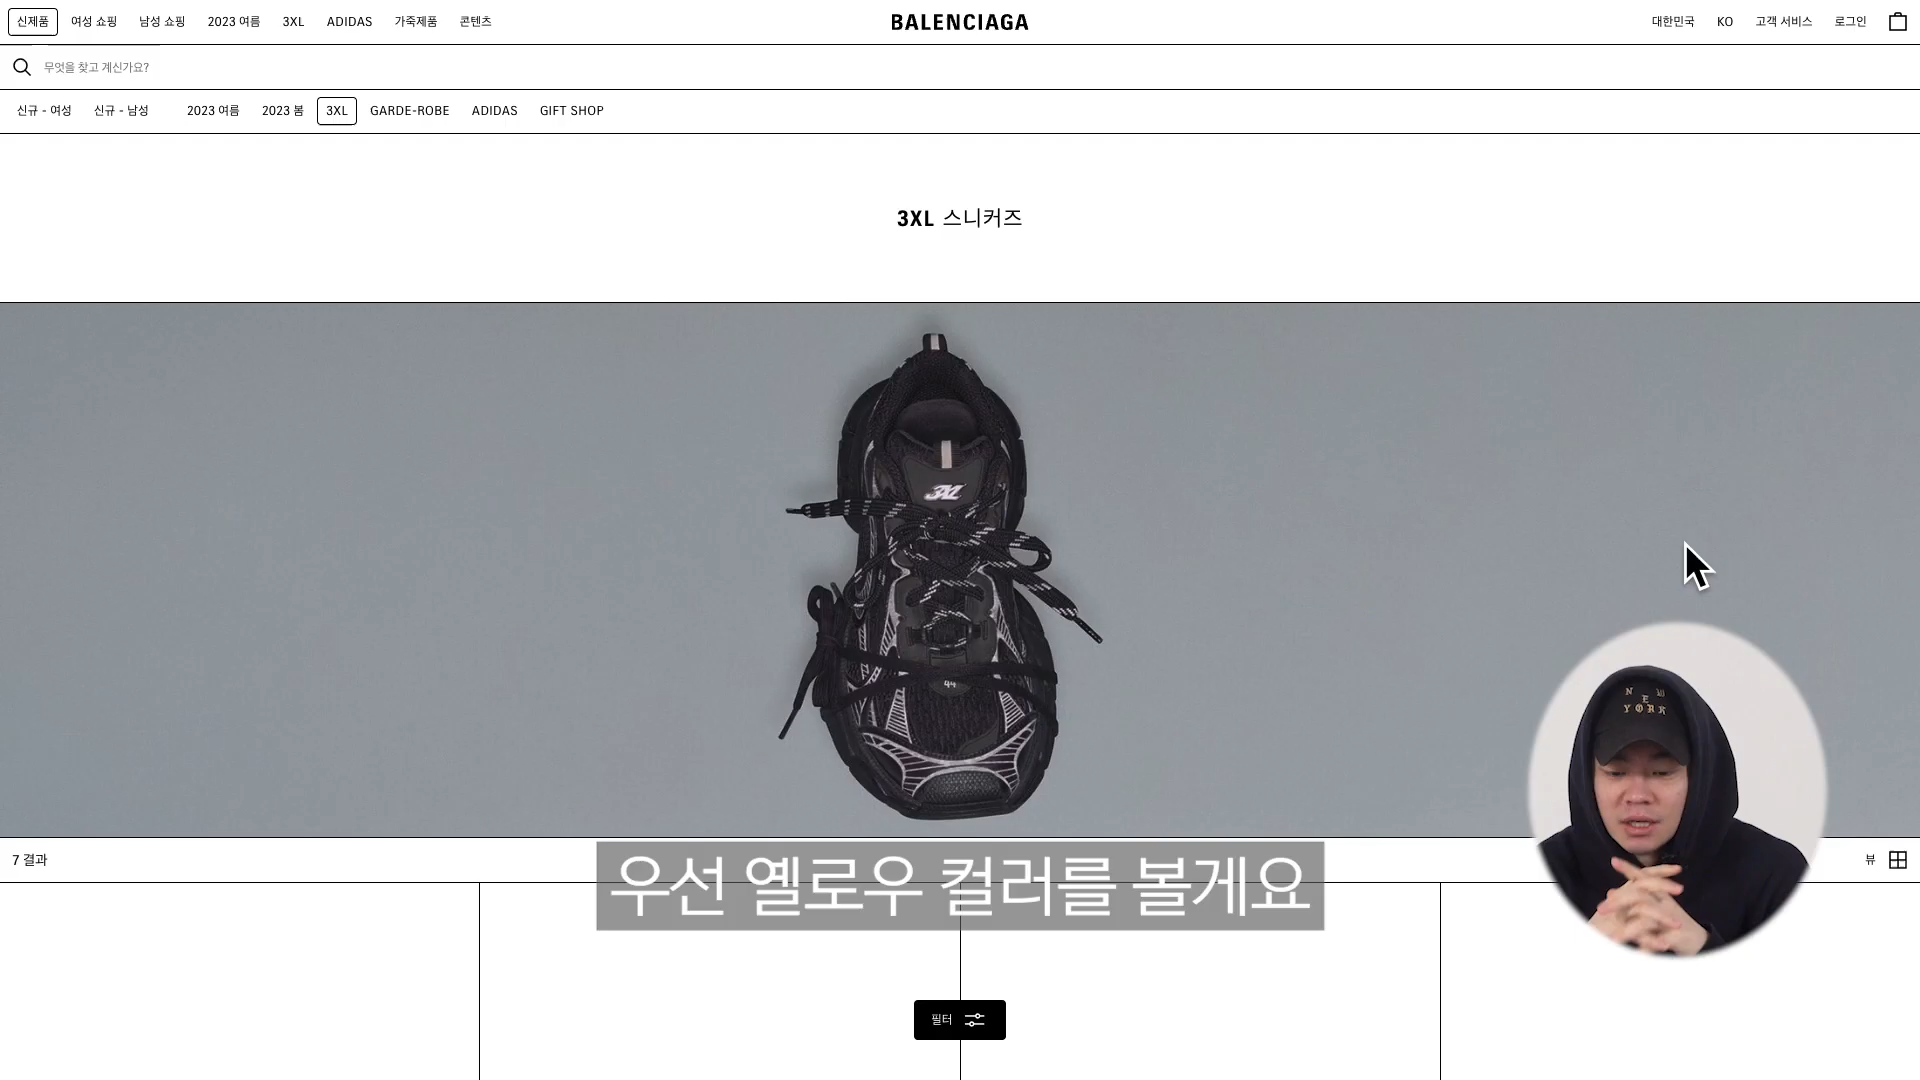 신제품 여성 쇼핑 남성 쇼핑 2023 여름 3XL ADIDAS 가죽제품 콘텐츠 BALENCIAGA 대한민국 KO 고객 서비스 로그인
무엇을 찾고 계신가요?
신규 - 여성 신규 - 남성 2023 여름 2023 봄 3XL GARDE-ROBE ADIDAS GIFT SHOP
3XL 스니커즈
3XL
44
N E W
YORK
7 결과 뷰
우선 옐로우 컬러를 볼게요
필터